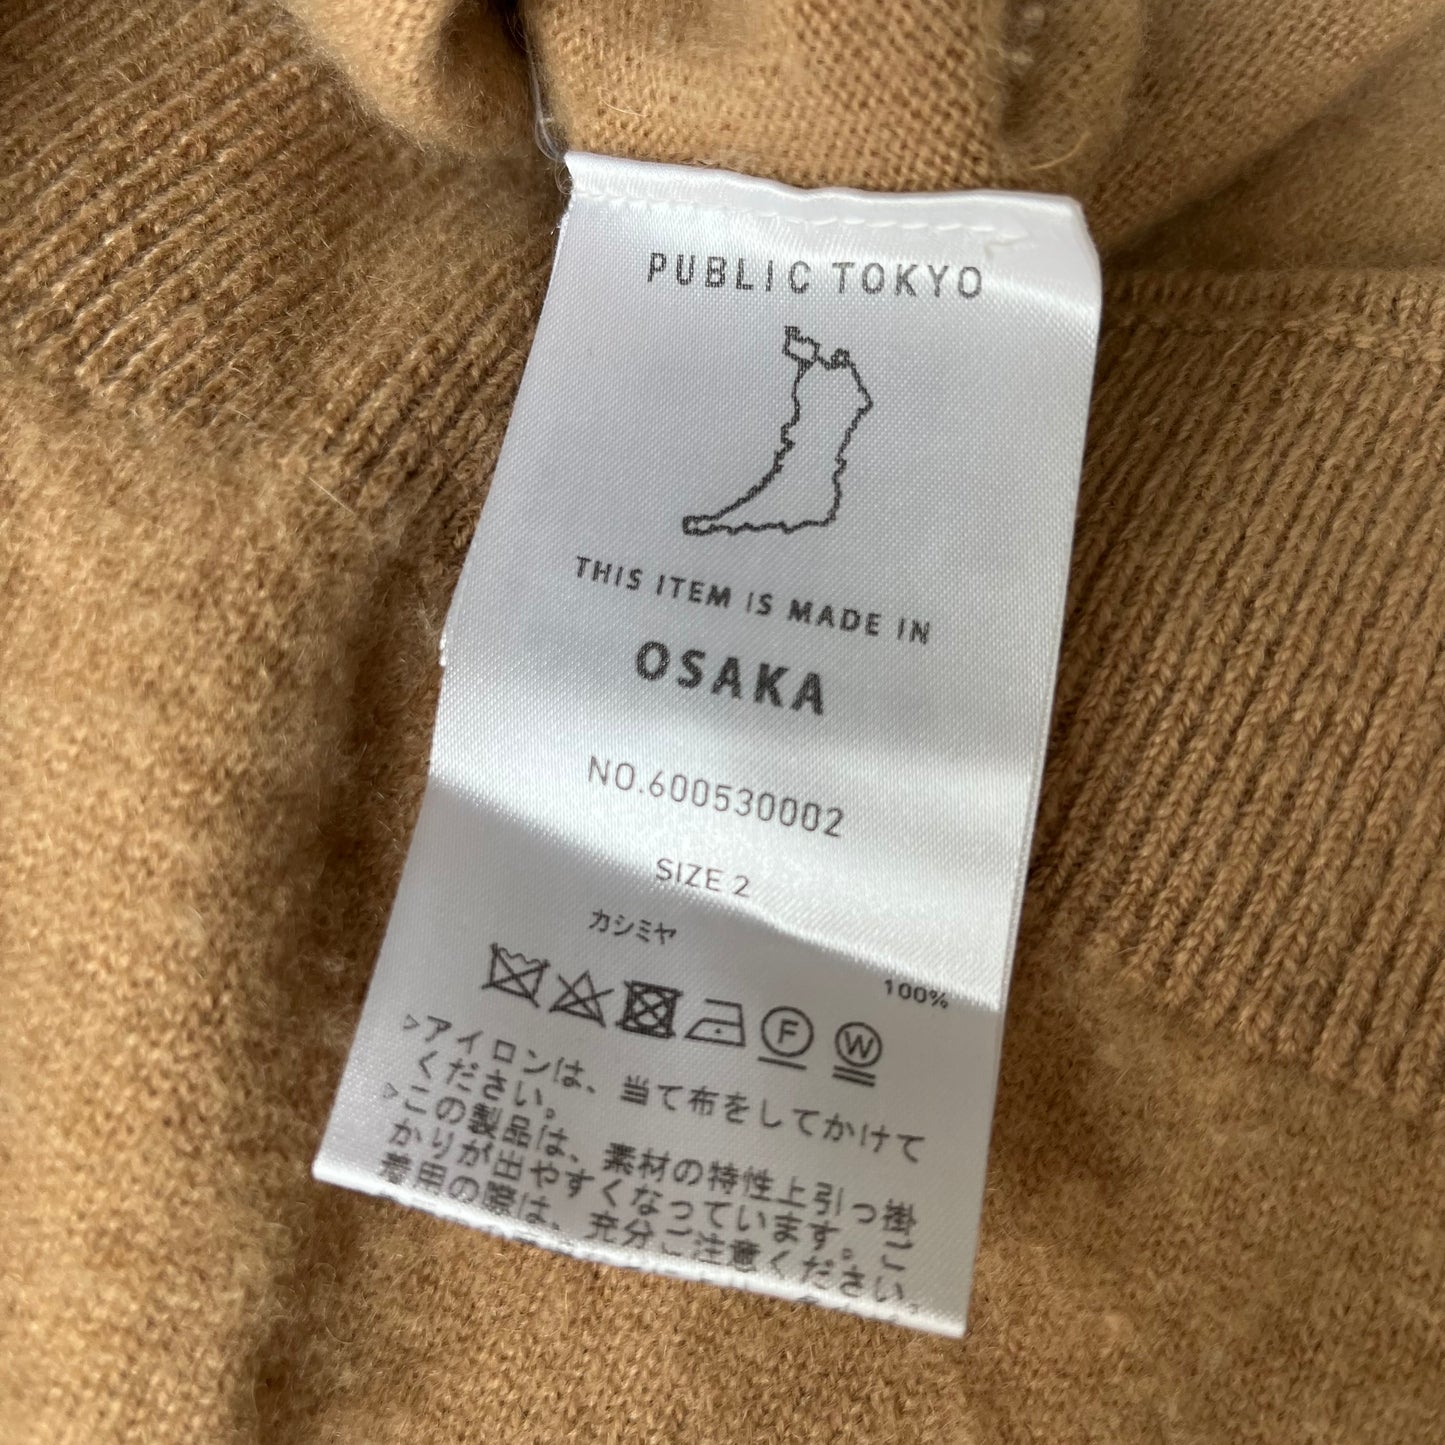 PUBLIC TOKYO
THIS ITEM IS MADE IN
OSAKA
NO.600530002
SIZE 2
カシミヤ
100%
F W
>アイロンは、当て布をしてかけて
ください。
>この製品は、素材の特性上引っ掛
かりが出やすくなっています。ご
着用の際は、充分ご注意ください。